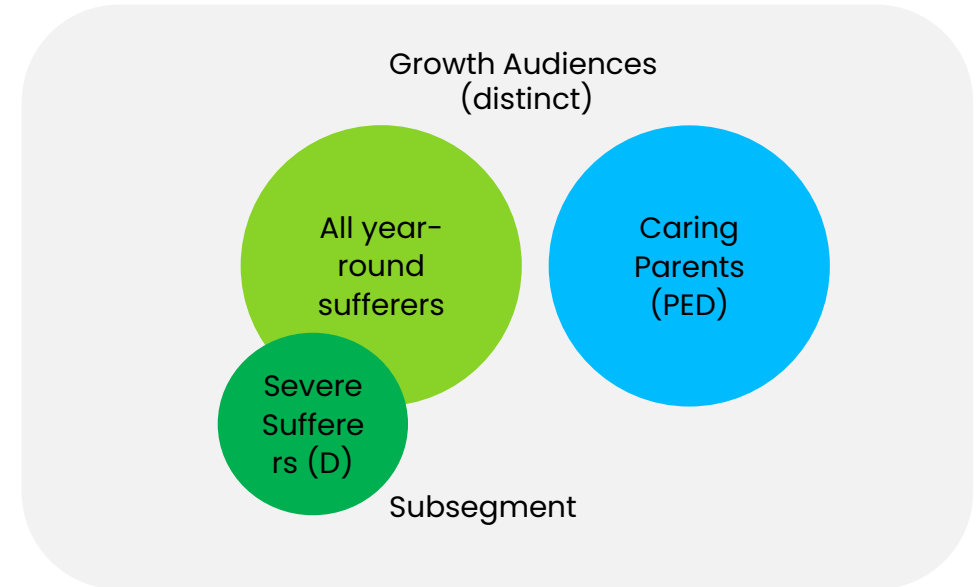 Growth Audiences
(distinct)
All year-
round
sufferers
Caring
Parents
(PED)
Severe
Suffere
rs (D)
Subsegment